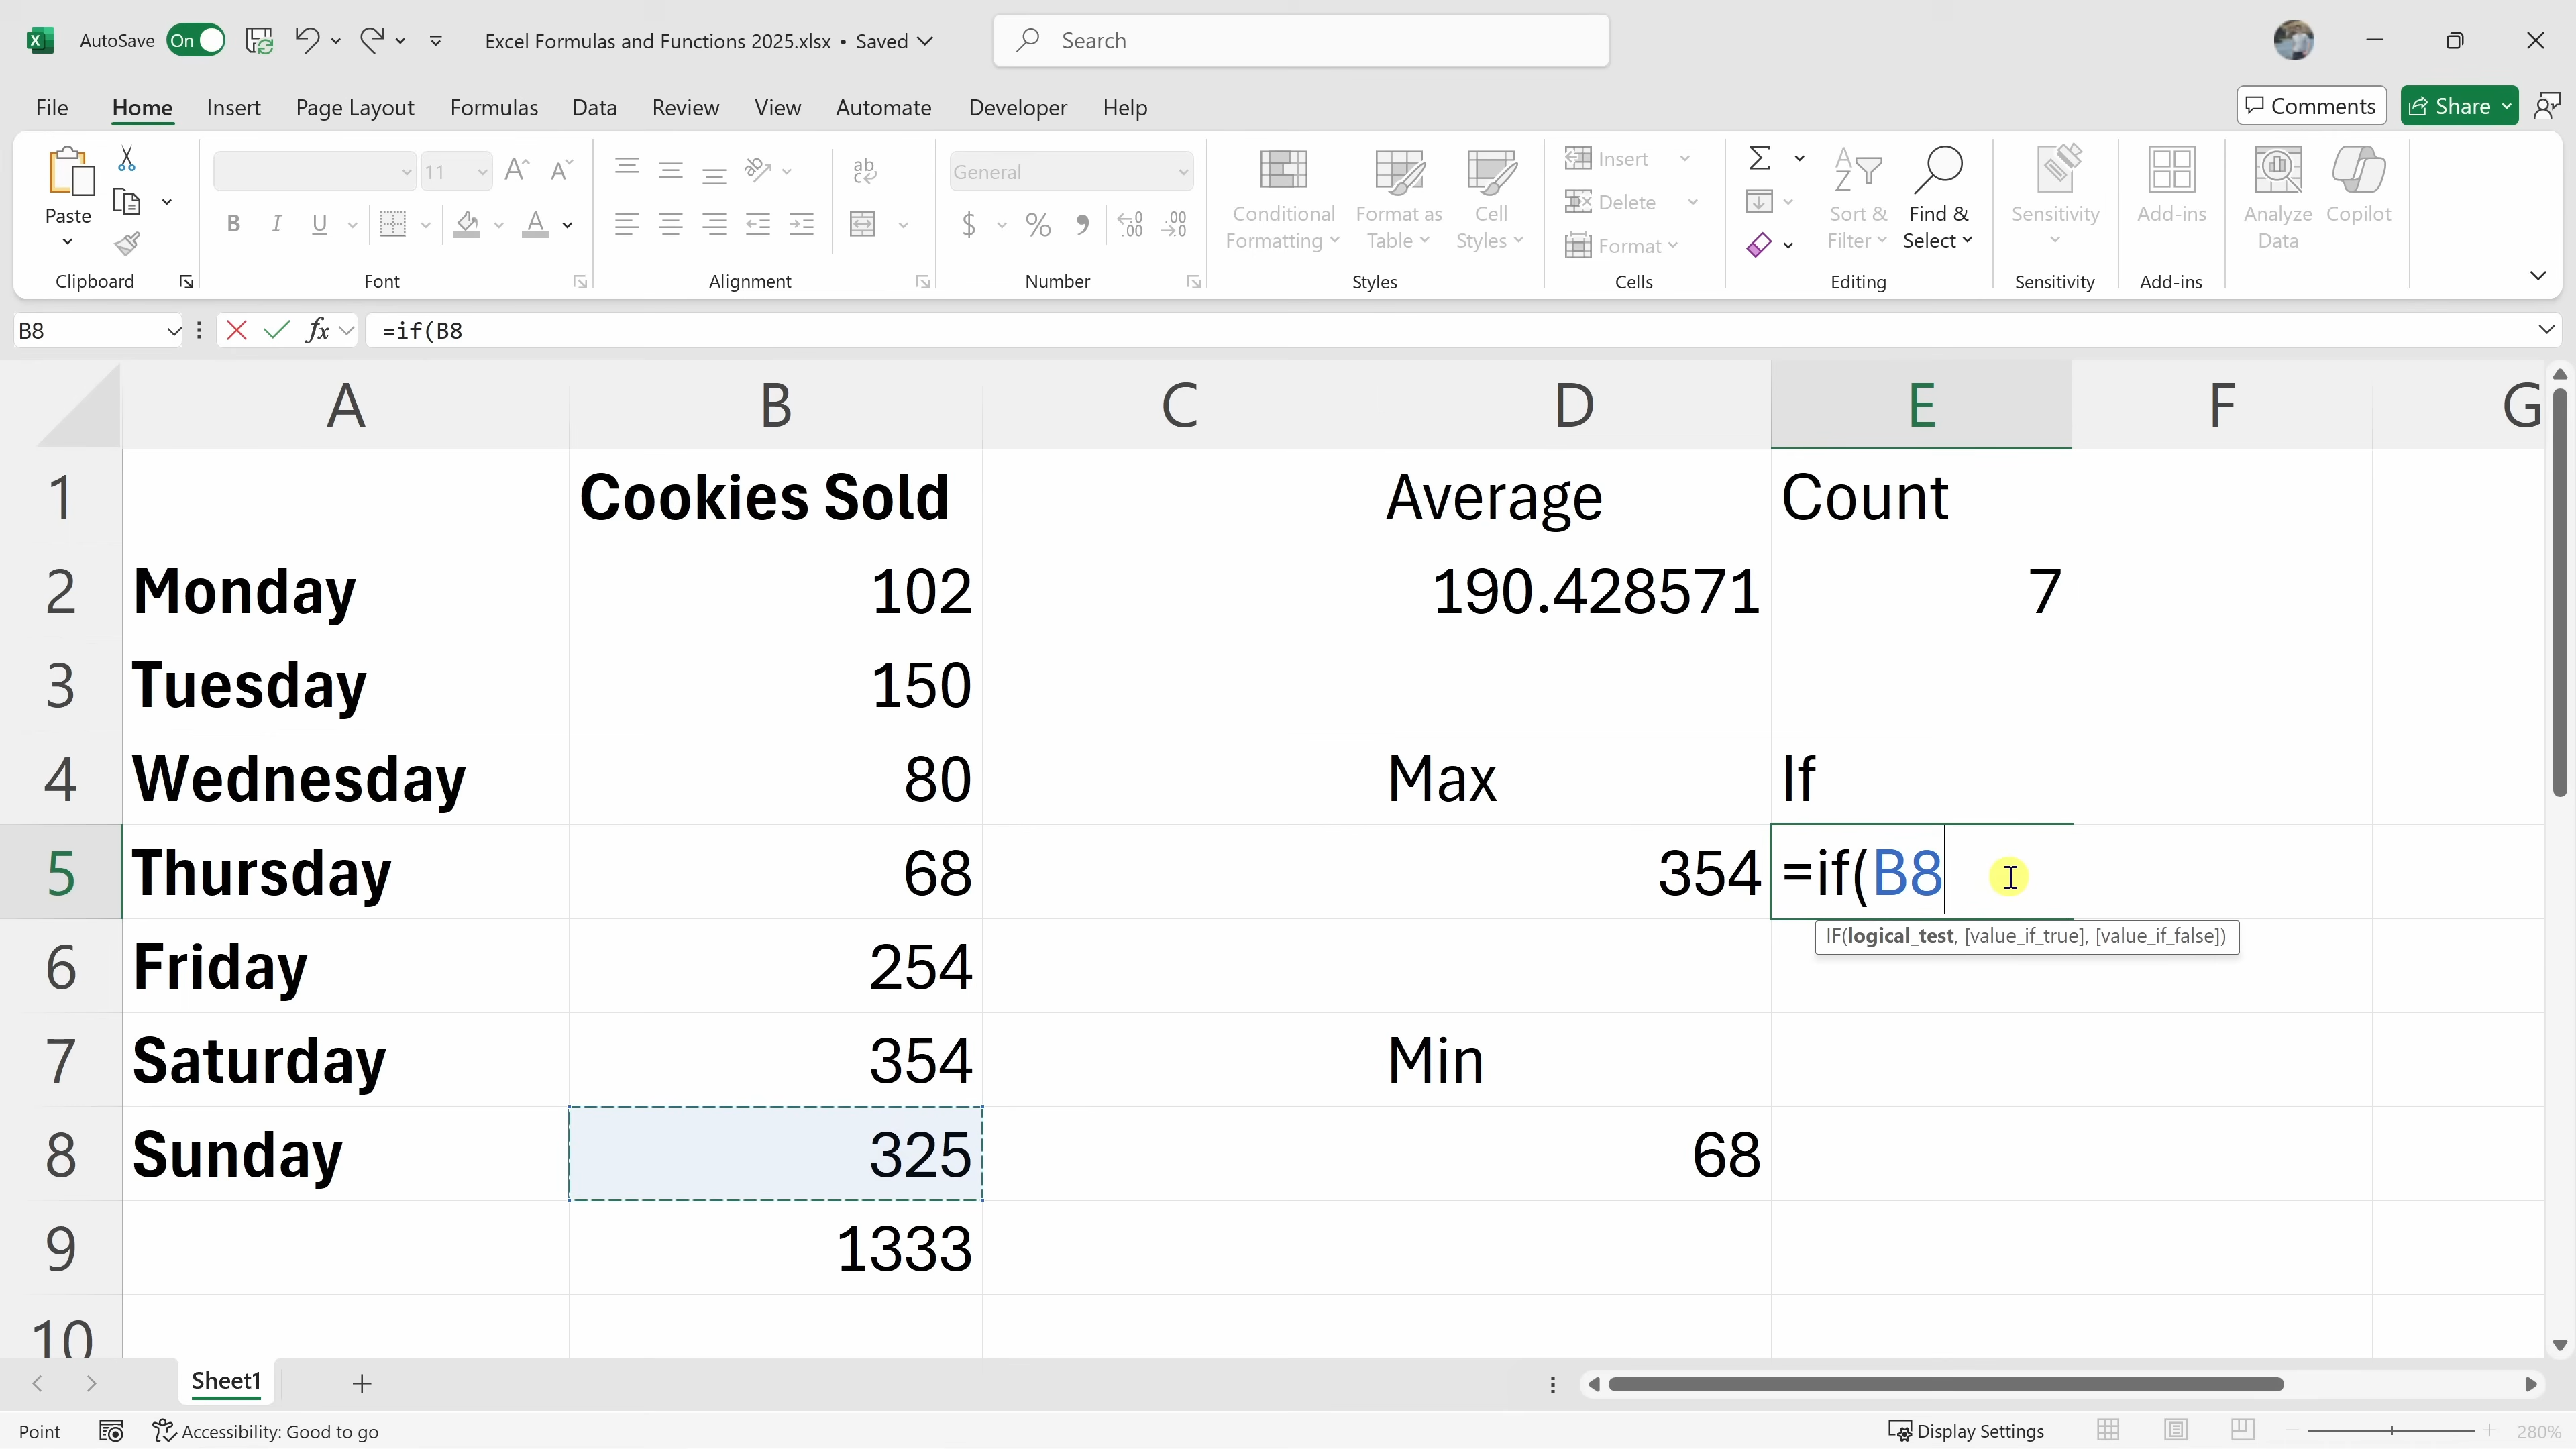 AutoSave On Excel Formulas and Functions 2025.xlsx • Saved Search
File Home Insert Page Layout Formulas Data Review View Automate Developer Help Comments Share
Paste 11 General Conditional Formatting Format as Table Cell Styles Insert Delete Format Sort & Filter Find & Select Sensitivity Add-ins Analyze Data Copilot
Clipboard Font Alignment Number Styles Cells Editing Sensitivity Add-ins
B8 fx =if(B8
A B C D E F G
1 Cookies Sold Average Count
2 Monday 102 190.428571 7
3 Tuesday 150
4 Wednesday 80 Max If
5 Thursday 68 354 =if(B8
IF(logical_test, [value_if_true], [value_if_false])
6 Friday 254
7 Saturday 354 Min
8 Sunday 325 68
9 1333
10
Sheet1
Point Accessibility: Good to go Display Settings 280%